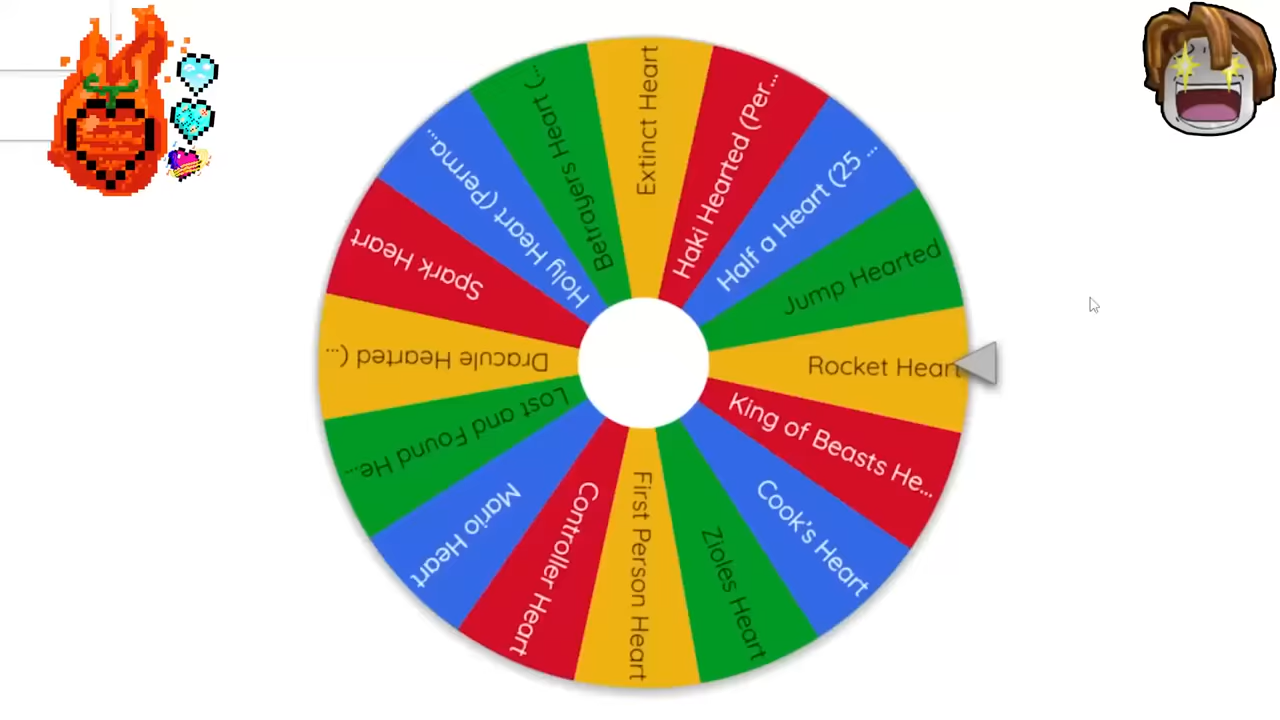 Extinct Heart
Haki Hearted (Per...
Half a Heart (25 ...
Jump Hearted
Rocket Heart
King of Beasts He...
Cook's Heart
Zioles Heart
First Person Heart
Controller Heart
Mario Heart
Lost and Found He...
Dracule Hearted (...
Spark Heart
Holy Heart (Perma...
Betrayers Heart (...